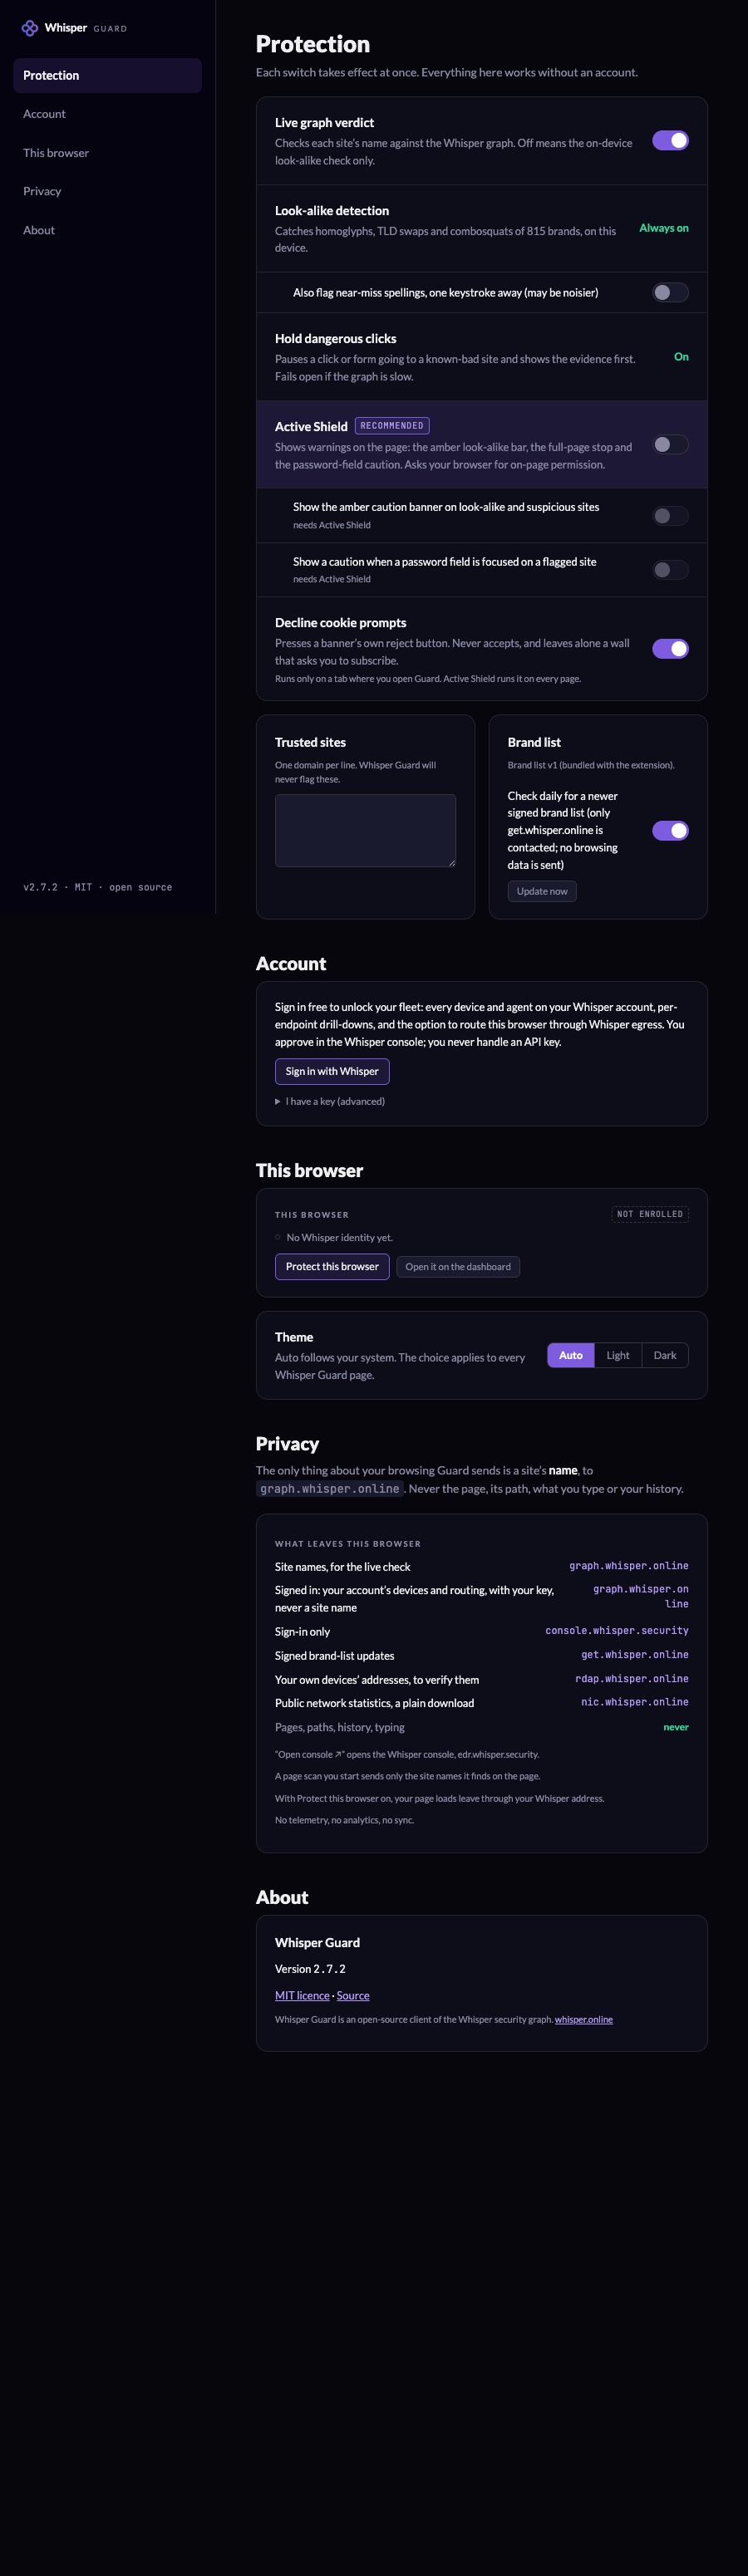 Whisper GUARD
Protection
Account
This browser
Privacy
About
v2.7.2 · MIT · open source
Protection
Each switch takes effect at once. Everything here works without an account.
Live graph verdict
Checks each site's name against the Whisper graph. Off means the on-device
look-alike check only.
Look-alike detection
Catches homoglyphs, TLD swaps and combosquats of 815 brands, on this
device.
Always on
Also flag near-miss spellings, one keystroke away (may be noisier)
Hold dangerous clicks
Pauses a click or form going to a known-bad site and shows the evidence first.
Fails open if the graph is slow.
On
Active Shield RECOMMENDED
Shows warnings on the page: the amber look-alike bar, the full-page stop and
the password-field caution. Asks your browser for on-page permission.
Show the amber caution banner on look-alike and suspicious sites
needs Active Shield
Show a caution when a password field is focused on a flagged site
needs Active Shield
Decline cookie prompts
Presses a banner's own reject button. Never accepts, and leaves alone a wall
that asks you to subscribe.
Runs only on a tab where you open Guard. Active Shield runs it on every page.
Trusted sites
One domain per line. Whisper Guard will
never flag these.
Brand list
Brand list v1 (bundled with the extension).
Check daily for a newer
signed brand list (only
get.whisper.online is
contacted; no browsing
data is sent)
Update now
Account
Sign in free to unlock your fleet: every device and agent on your Whisper account, per-
endpoint drill-downs, and the option to route this browser through Whisper egress. You
approve in the Whisper console; you never handle an API key.
Sign in with Whisper
▶ I have a key (advanced)
This browser
THIS BROWSER
NOT ENROLLED
No Whisper identity yet.
Protect this browser
Open it on the dashboard
Theme
Auto follows your system. The choice applies to every
Whisper Guard page.
Auto Light Dark
Privacy
The only thing about your browsing Guard sends is a site's name, to
graph.whisper.online. Never the page, its path, what you type or your history.
WHAT LEAVES THIS BROWSER
Site names, for the live check graph.whisper.online
Signed in: your account's devices and routing, with your key, graph.whisper.on
never a site name line
Sign-in only console.whisper.security
Signed brand-list updates get.whisper.online
Your own devices' addresses, to verify them rdap.whisper.online
Public network statistics, a plain download nic.whisper.online
Pages, paths, history, typing never
"Open console ↗" opens the Whisper console, edr.whisper.security.
A page scan you start sends only the site names it finds on the page.
With Protect this browser on, your page loads leave through your Whisper address.
No telemetry, no analytics, no sync.
About
Whisper Guard
Version 2.7.2
MIT licence · Source
Whisper Guard is an open-source client of the Whisper security graph. whisper.online